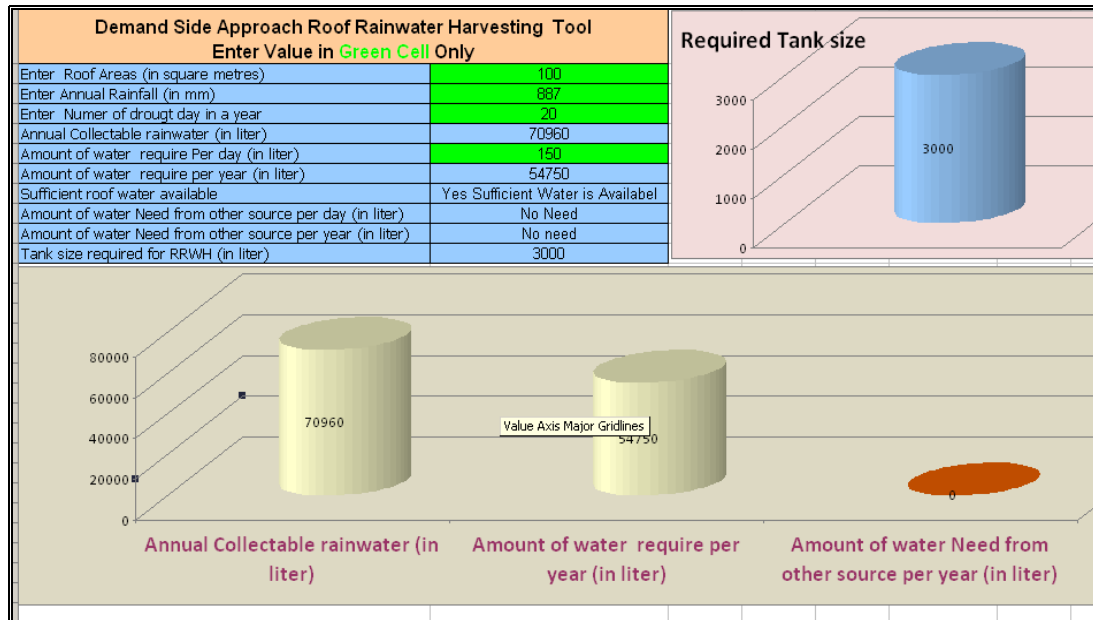 Demand Side Approach Roof Rainwater Harvesting Tool
Enter Value in Green Cell Only
Enter Roof Areas (in square metres) 100
Enter Annual Rainfall (in mm) 887
Enter Numer of drougt day in a year 20
Annual Collectable rainwater (in liter) 70960
Amount of water require Per day (in liter) 150
Amount of water require per year (in liter) 54750
Sufficient roof water available Yes Sufficient Water is Availabel
Amount of water Need from other source per day (in liter) No Need
Amount of water Need from other source per year (in liter) No need
Tank size required for RRWH (in liter) 3000
Required Tank size
3000
2000
1000
0
3000
80000
60000
40000
20000
0
70960
Value Axis Major Gridlines
54750
0
Annual Collectable rainwater (in
liter)
Amount of water require per
year (in liter)
Amount of water Need from
other source per year (in liter)